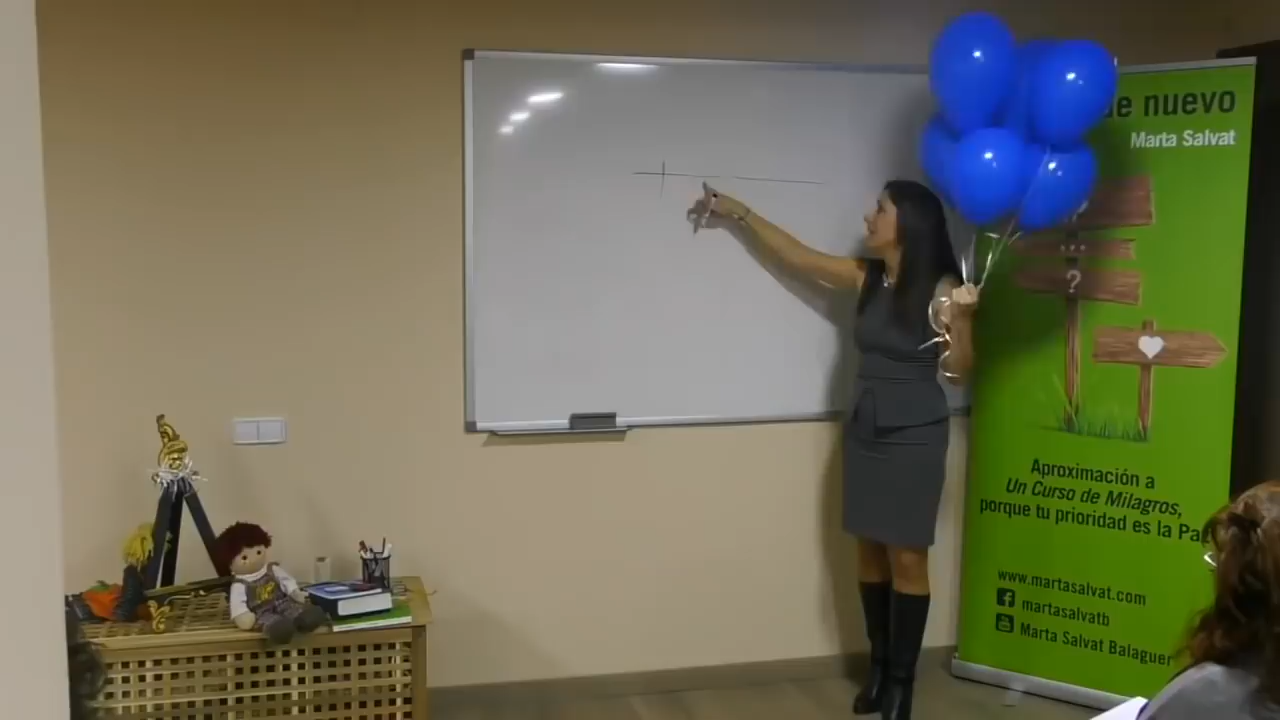 de nuevo
Marta Salvat
...
?
Aproximación a
Un Curso de Milagros,
porque tu prioridad es la Pa
www.martasalvat.com
f martasalvatb
You Marta Salvat Balaguer